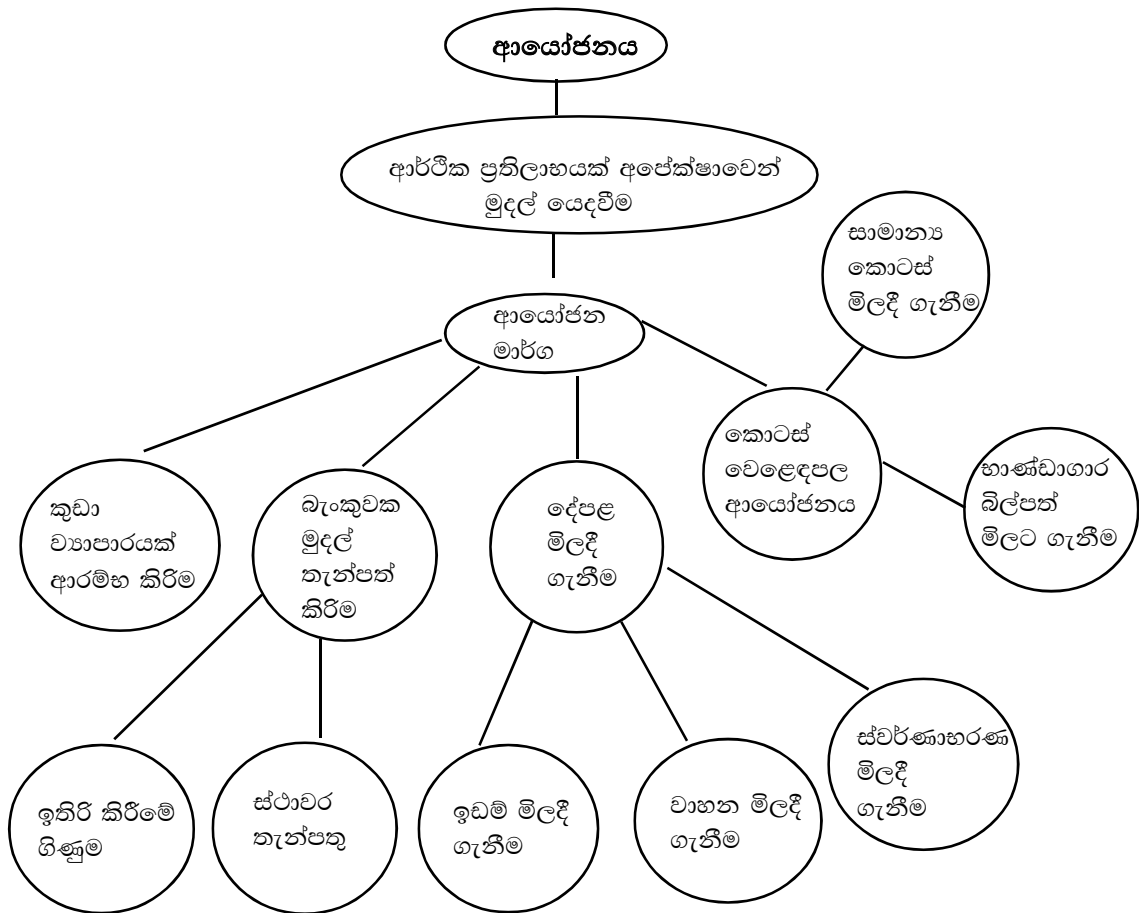 ආයෝජනය
ආර්ථික ප්‍රතිලාභයක් අපේක්ෂාවෙන්
මුදල් යෙදවීම
සාමාන්‍ය
කොටස්
මිලදී ගැනීම
ආයෝජන
මාර්ග
කොටස්
වෙළෙඳපල
ආයෝජනය
භාණ්ඩාගාර
බිල්පත්
මිලට ගැනීම
කුඩා
ව්‍යාපාරයක්
ආරම්භ කිරිම
බැංකුවක
මුදල්
තැන්පත්
කිරිම
දේපළ
මිලදී
ගැනීම
ඉතිරි කිරීමේ
ගිණුම
ස්ථාවර
තැන්පතු
ඉඩම් මිලදී
ගැනීම
වාහන මිලදී
ගැනීම
ස්වර්ණාභරණ
මිලදී
ගැනීම